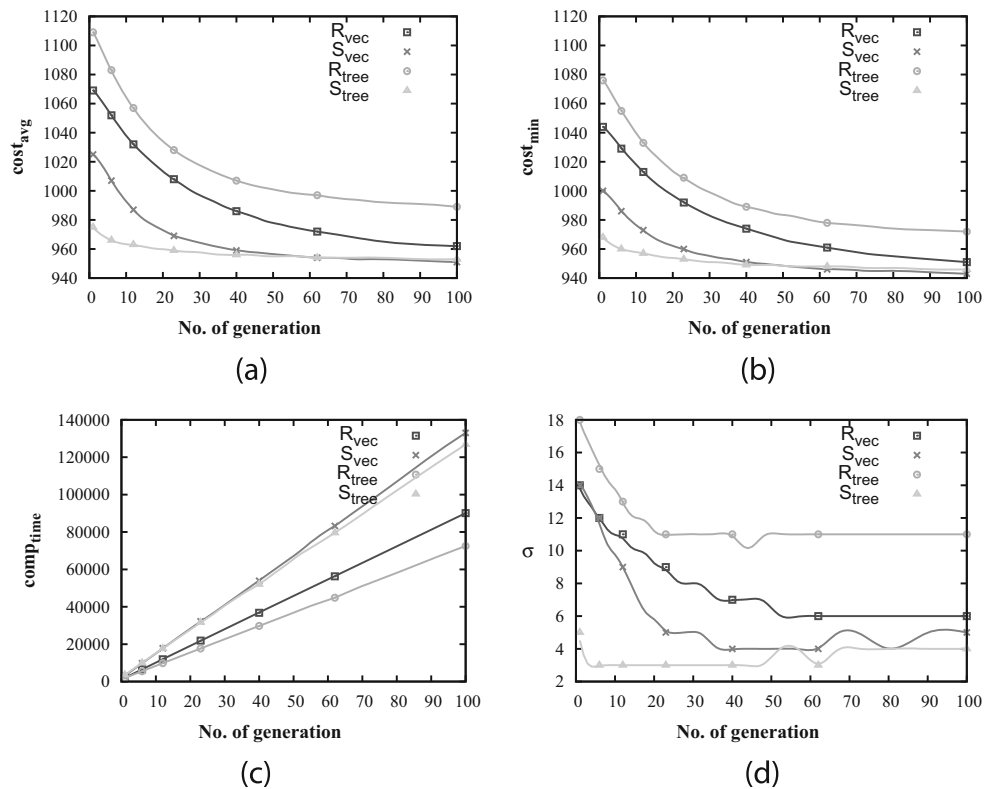 1120
1100
1080
1060
1040
1020
1000
980
960
940
cost_avg
R_vec
S_vec
R_tree
S_tree
0 10 20 30 40 50 60 70 80 90 100
No. of generation
(a)
1120
1100
1080
1060
1040
1020
1000
980
960
940
cost_min
R_vec
S_vec
R_tree
S_tree
0 10 20 30 40 50 60 70 80 90 100
No. of generation
(b)
140000
120000
100000
80000
60000
40000
20000
0
comp_time
R_vec
S_vec
R_tree
S_tree
0 10 20 30 40 50 60 70 80 90 100
No. of generation
(c)
18
16
14
12
10
8
6
4
2
σ
R_vec
S_vec
R_tree
S_tree
0 10 20 30 40 50 60 70 80 90 100
No. of generation
(d)